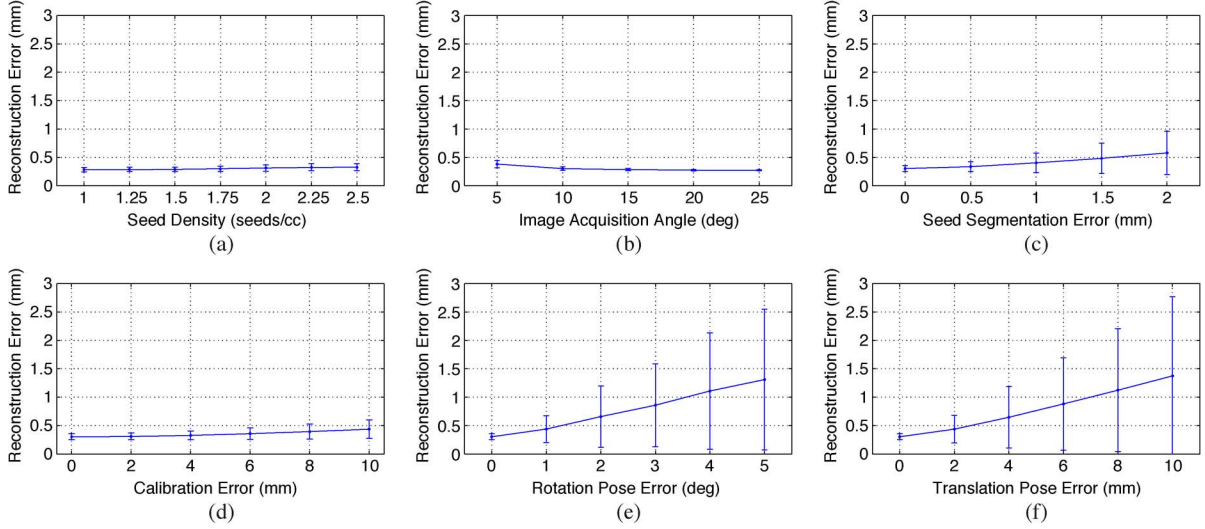 Reconstruction Error (mm)
3
2.5
2
1.5
1
0.5
0
1 1.25 1.5 1.75 2 2.25 2.5
Seed Density (seeds/cc)
(a)
Reconstruction Error (mm)
3
2.5
2
1.5
1
0.5
0
5 10 15 20 25
Image Acquisition Angle (deg)
(b)
Reconstruction Error (mm)
3
2.5
2
1.5
1
0.5
0
0 0.5 1 1.5 2
Seed Segmentation Error (mm)
(c)
Reconstruction Error (mm)
3
2.5
2
1.5
1
0.5
0
0 2 4 6 8 10
Calibration Error (mm)
(d)
Reconstruction Error (mm)
3
2.5
2
1.5
1
0.5
0
0 1 2 3 4 5
Rotation Pose Error (deg)
(e)
Reconstruction Error (mm)
3
2.5
2
1.5
1
0.5
0
0 2 4 6 8 10
Translation Pose Error (mm)
(f)